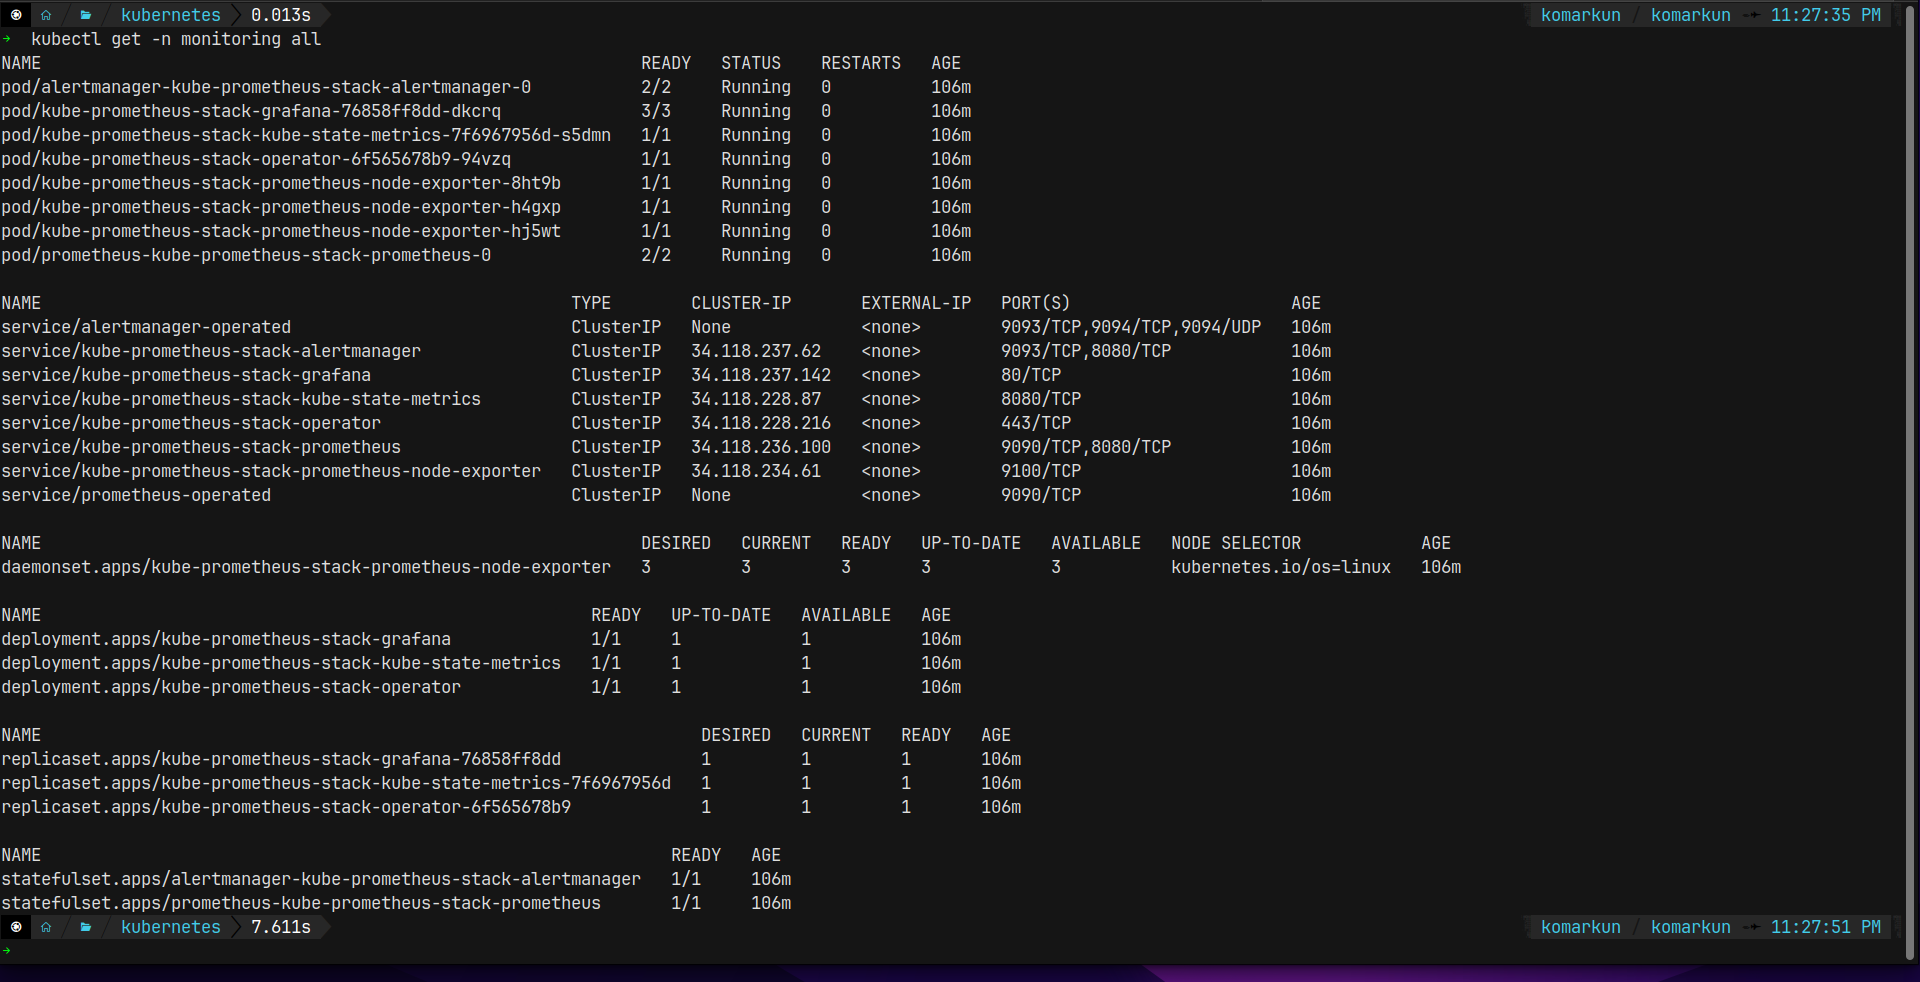 kubernetes 0.013s komarkun / komarkun 11:27:35 PM
→ kubectl get -n monitoring all
NAME READY STATUS RESTARTS AGE
pod/alertmanager-kube-prometheus-stack-alertmanager-0 2/2 Running 0 106m
pod/kube-prometheus-stack-grafana-76858ff8dd-dkcrq 3/3 Running 0 106m
pod/kube-prometheus-stack-kube-state-metrics-7f6967956d-s5dmn 1/1 Running 0 106m
pod/kube-prometheus-stack-operator-6f565678b9-94vzq 1/1 Running 0 106m
pod/kube-prometheus-stack-prometheus-node-exporter-8ht9b 1/1 Running 0 106m
pod/kube-prometheus-stack-prometheus-node-exporter-h4gxp 1/1 Running 0 106m
pod/kube-prometheus-stack-prometheus-node-exporter-hj5wt 1/1 Running 0 106m
pod/prometheus-kube-prometheus-stack-prometheus-0 2/2 Running 0 106m
NAME TYPE CLUSTER-IP EXTERNAL-IP PORT(S) AGE
service/alertmanager-operated ClusterIP None <none> 9093/TCP,9094/TCP,9094/UDP 106m
service/kube-prometheus-stack-alertmanager ClusterIP 34.118.237.62 <none> 9093/TCP,8080/TCP 106m
service/kube-prometheus-stack-grafana ClusterIP 34.118.237.142 <none> 80/TCP 106m
service/kube-prometheus-stack-kube-state-metrics ClusterIP 34.118.228.87 <none> 8080/TCP 106m
service/kube-prometheus-stack-operator ClusterIP 34.118.228.216 <none> 443/TCP 106m
service/kube-prometheus-stack-prometheus ClusterIP 34.118.236.100 <none> 9090/TCP,8080/TCP 106m
service/kube-prometheus-stack-prometheus-node-exporter ClusterIP 34.118.234.61 <none> 9100/TCP 106m
service/prometheus-operated ClusterIP None <none> 9090/TCP 106m
NAME DESIRED CURRENT READY UP-TO-DATE AVAILABLE NODE SELECTOR AGE
daemonset.apps/kube-prometheus-stack-prometheus-node-exporter 3 3 3 3 3 kubernetes.io/os=linux 106m
NAME READY UP-TO-DATE AVAILABLE AGE
deployment.apps/kube-prometheus-stack-grafana 1/1 1 1 106m
deployment.apps/kube-prometheus-stack-kube-state-metrics 1/1 1 1 106m
deployment.apps/kube-prometheus-stack-operator 1/1 1 1 106m
NAME DESIRED CURRENT READY AGE
replicaset.apps/kube-prometheus-stack-grafana-76858ff8dd 1 1 1 106m
replicaset.apps/kube-prometheus-stack-kube-state-metrics-7f6967956d 1 1 1 106m
replicaset.apps/kube-prometheus-stack-operator-6f565678b9 1 1 1 106m
NAME READY AGE
statefulset.apps/alertmanager-kube-prometheus-stack-alertmanager 1/1 106m
statefulset.apps/prometheus-kube-prometheus-stack-prometheus 1/1 106m
kubernetes 7.611s komarkun / komarkun 11:27:51 PM
→